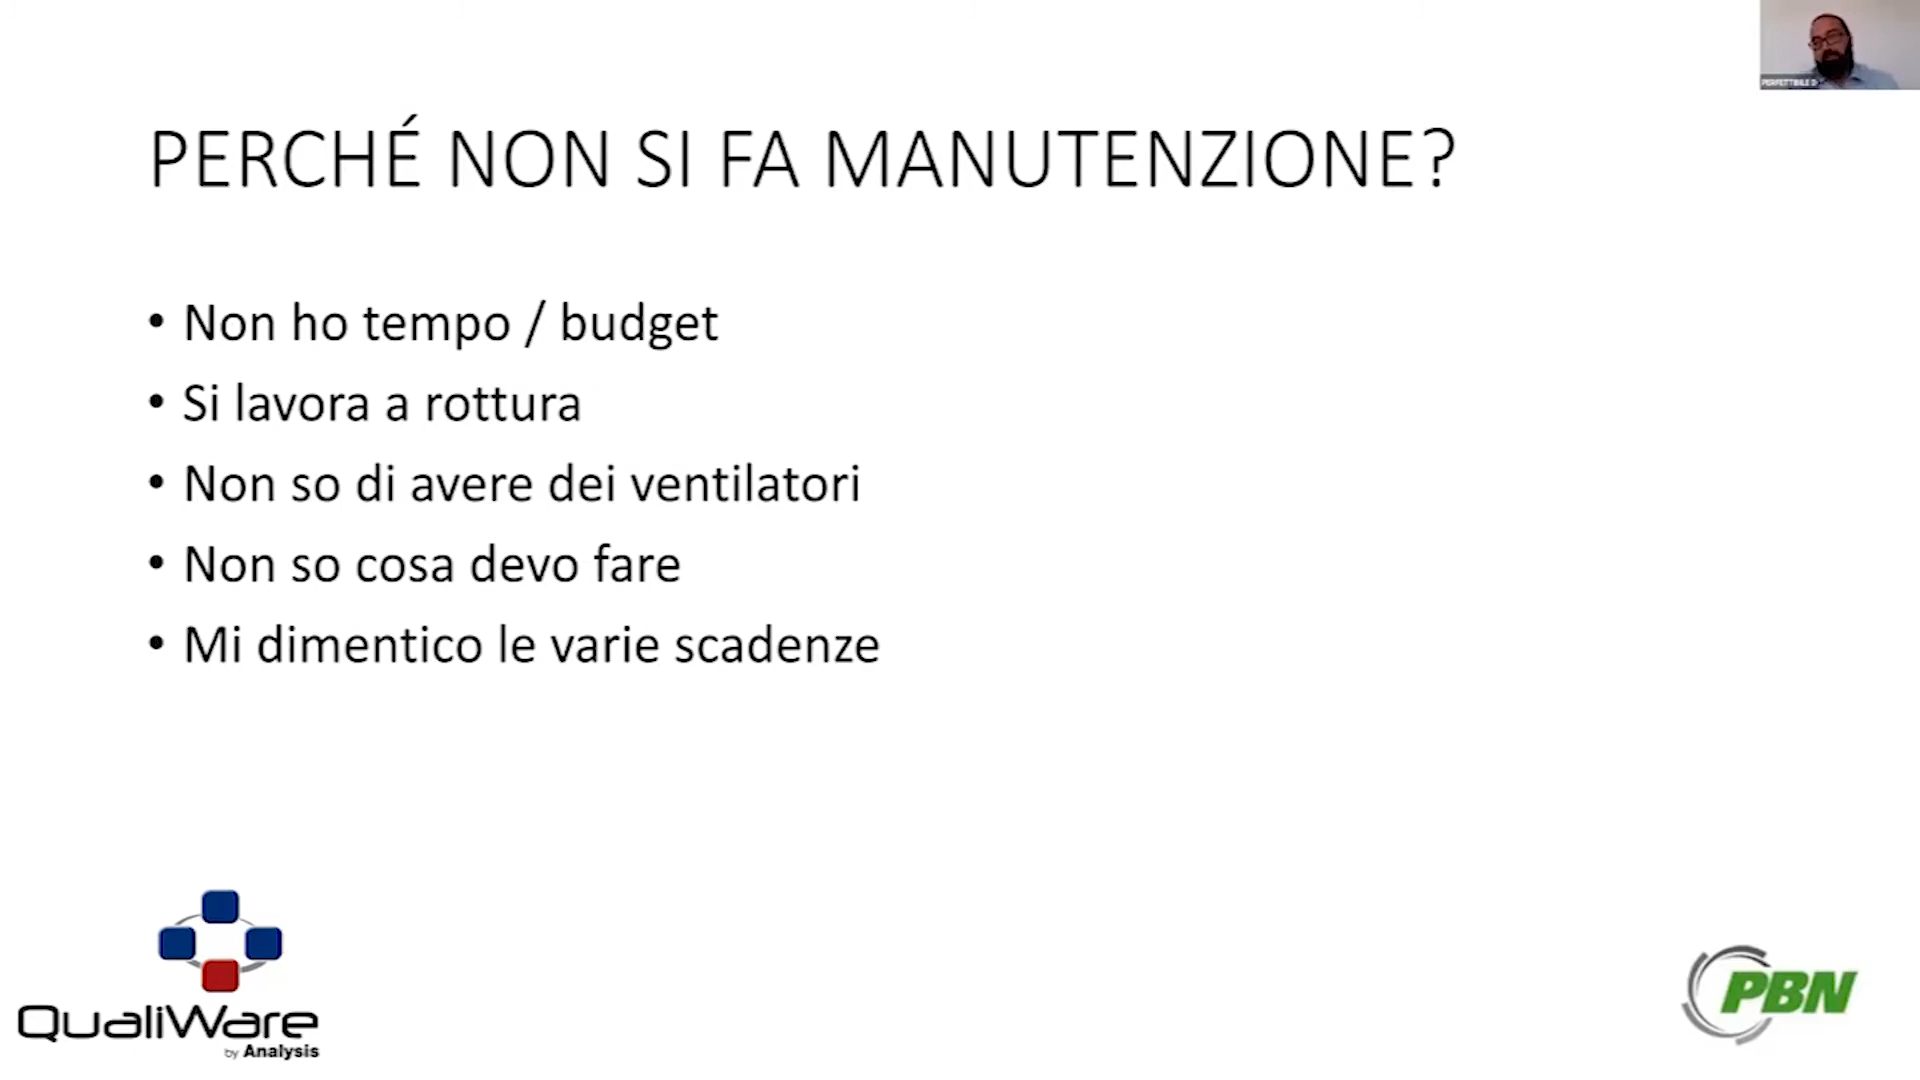 PERFETTIBILE D
PERCHÉ NON SI FA MANUTENZIONE?
• Non ho tempo / budget
• Si lavora a rottura
• Non so di avere dei ventilatori
• Non so cosa devo fare
• Mi dimentico le varie scadenze
QualiWare
by Analysis
PBN